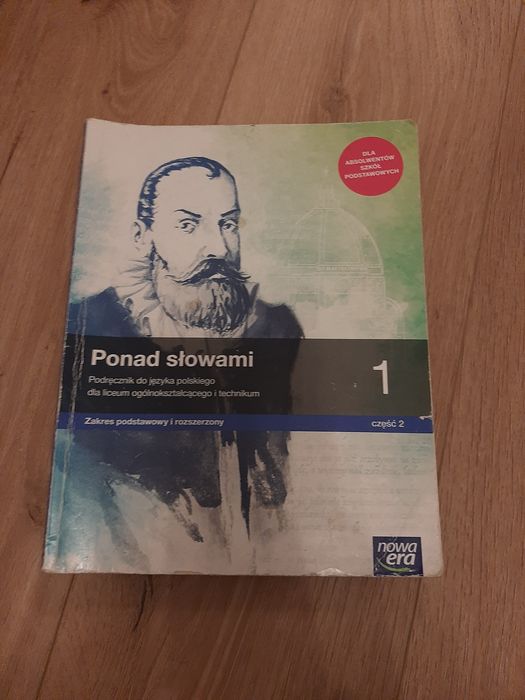 DLA
ABSOLWENTÓW
SZKÓŁ
PODSTAWOWYCH
Ponad słowami
Podręcznik do języka polskiego
dla liceum ogólnokształcącego i technikum
1
Zakres podstawowy i rozszerzony
część 2
nowa
era